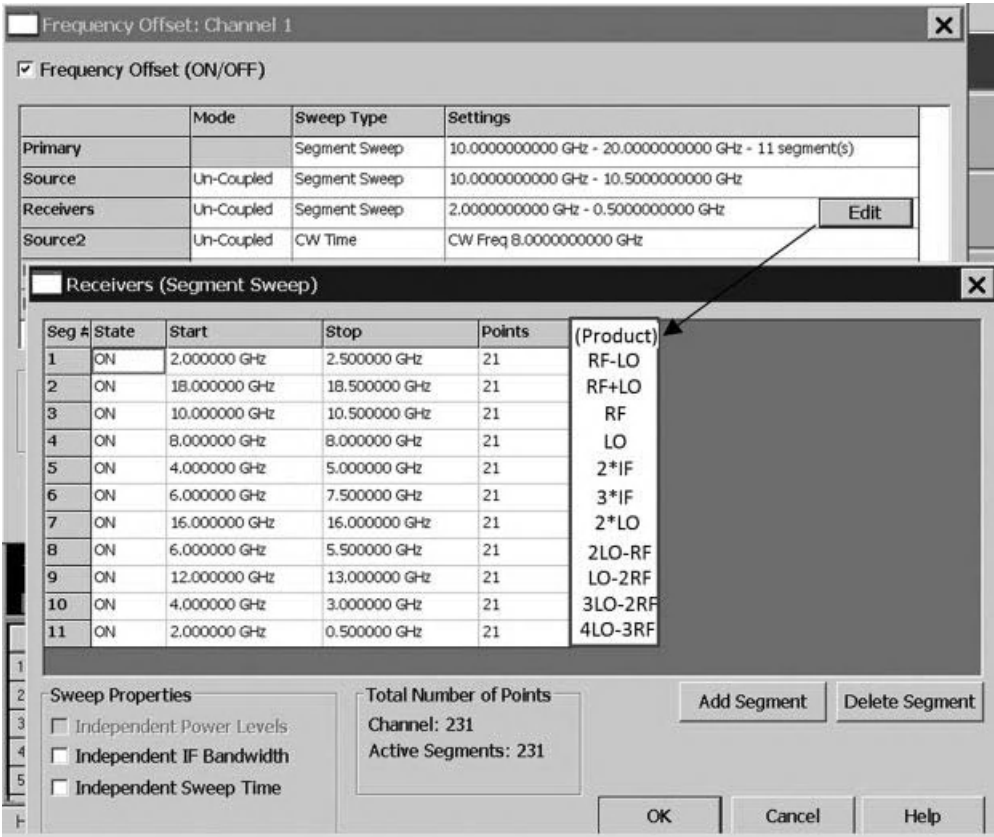 Frequency Offset: Channel 1
Frequency Offset (ON/OFF)
Mode Sweep Type Settings
Primary Segment Sweep 10.0000000000 GHz - 20.0000000000 GHz - 11 segment(s)
Source Un-Coupled Segment Sweep 10.0000000000 GHz - 10.5000000000 GHz
Receivers Un-Coupled Segment Sweep 2.0000000000 GHz - 0.5000000000 GHz Edit
Source2 Un-Coupled CW Time CW Freq 8.0000000000 GHz
Receivers (Segment Sweep)
Seg # State Start Stop Points (Product)
1 ON 2.000000 GHz 2.500000 GHz 21 RF-LO
2 ON 18.000000 GHz 18.500000 GHz 21 RF+LO
3 ON 10.000000 GHz 10.500000 GHz 21 RF
4 ON 8.000000 GHz 8.000000 GHz 21 LO
5 ON 4.000000 GHz 5.000000 GHz 21 2*IF
6 ON 6.000000 GHz 7.500000 GHz 21 3*IF
7 ON 16.000000 GHz 16.000000 GHz 21 2*LO
8 ON 6.000000 GHz 5.500000 GHz 21 2LO-RF
9 ON 12.000000 GHz 13.000000 GHz 21 LO-2RF
10 ON 4.000000 GHz 3.000000 GHz 21 3LO-2RF
11 ON 2.000000 GHz 0.500000 GHz 21 4LO-3RF
1
2
3
4
5
Sweep Properties
Independent Power Levels
Independent IF Bandwidth
Independent Sweep Time
Total Number of Points
Channel: 231
Active Segments: 231
Add Segment Delete Segment
OK Cancel Help